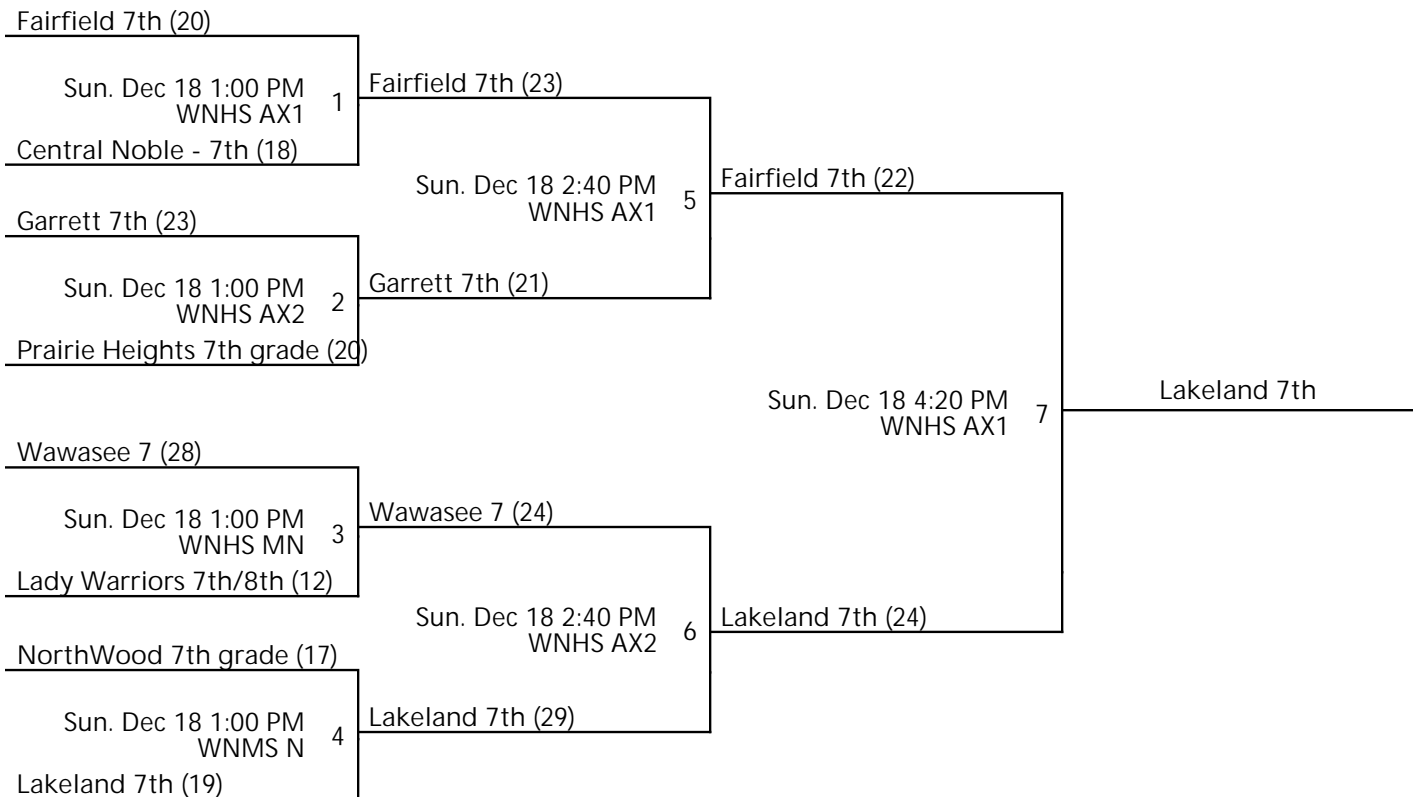 Fairfield 7th (20)
Sun. Dec 18 1:00 PM
WNHS AX1
1
Central Noble - 7th (18)
Garrett 7th (23)
Sun. Dec 18 1:00 PM
WNHS AX2
2
Prairie Heights 7th grade (20)
Wawasee 7 (28)
Sun. Dec 18 1:00 PM
WNHS MN
3
Lady Warriors 7th/8th (12)
NorthWood 7th grade (17)
Sun. Dec 18 1:00 PM
WNMS N
4
Lakeland 7th (19)
Fairfield 7th (23)
Sun. Dec 18 2:40 PM
WNHS AX1
5
Garrett 7th (21)
Wawasee 7 (24)
Sun. Dec 18 2:40 PM
WNHS AX2
6
Lakeland 7th (29)
Fairfield 7th (22)
Sun. Dec 18 4:20 PM
WNHS AX1
7
Lakeland 7th (24)
Lakeland 7th